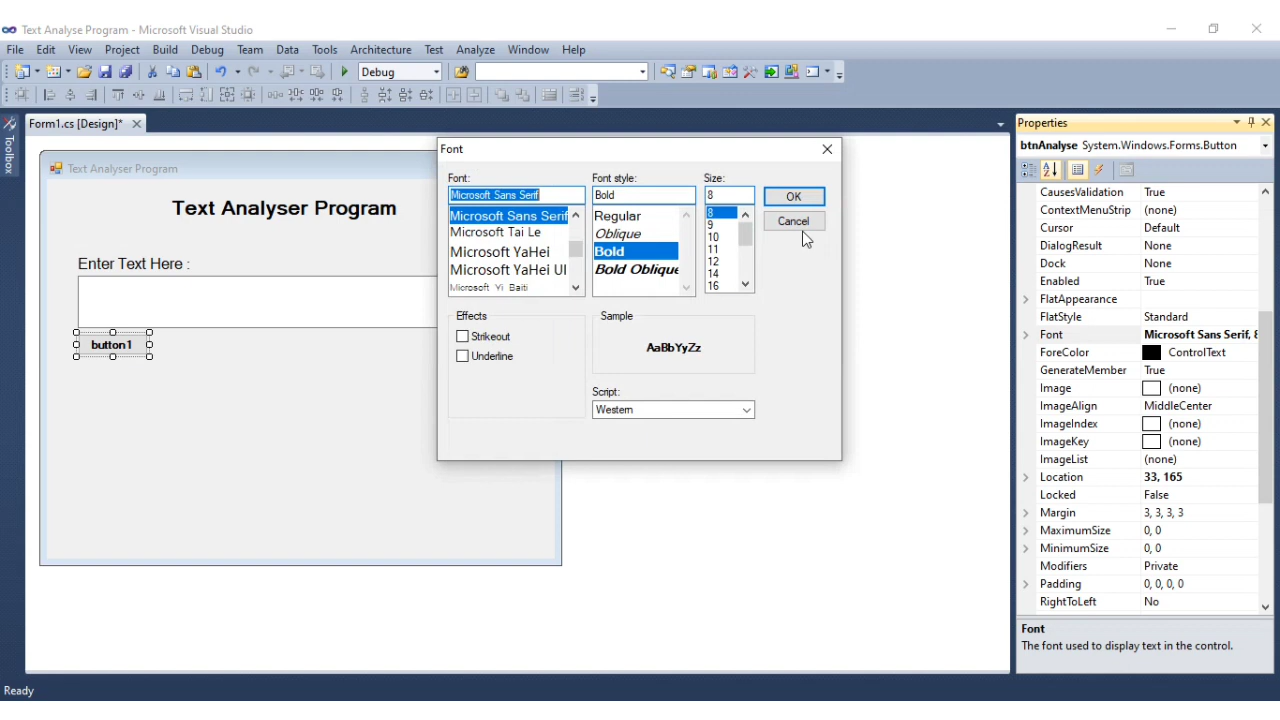 Text Analyse Program - Microsoft Visual Studio
File Edit View Project Build Debug Team Data Tools Architecture Test Analyze Window Help
Debug
Form1.cs [Design]*
Toolbox
Text Analyser Program
Text Analyser Program
Enter Text Here :
button1
Font
Font:
Font style:
Size:
Microsoft Sans Serif
Bold
8
Microsoft Sans Serif
Microsoft Tai Le
Microsoft YaHei
Microsoft YaHei UI
Microsoft Yi Baiti
Regular
Oblique
Bold
Bold Oblique
8
9
10
11
12
14
16
OK
Cancel
Effects
Strikeout
Underline
Sample
AaBbYyZz
Script:
Western
Properties
btnAnalyse System.Windows.Forms.Button
CausesValidation True
ContextMenuStrip (none)
Cursor Default
DialogResult None
Dock None
Enabled True
FlatAppearance
FlatStyle Standard
Font Microsoft Sans Serif, 8
ForeColor ControlText
GenerateMember True
Image (none)
ImageAlign MiddleCenter
ImageIndex (none)
ImageKey (none)
ImageList (none)
Location 33, 165
Locked False
Margin 3, 3, 3, 3
MaximumSize 0, 0
MinimumSize 0, 0
Modifiers Private
Padding 0, 0, 0, 0
RightToLeft No
Font
The font used to display text in the control.
Ready